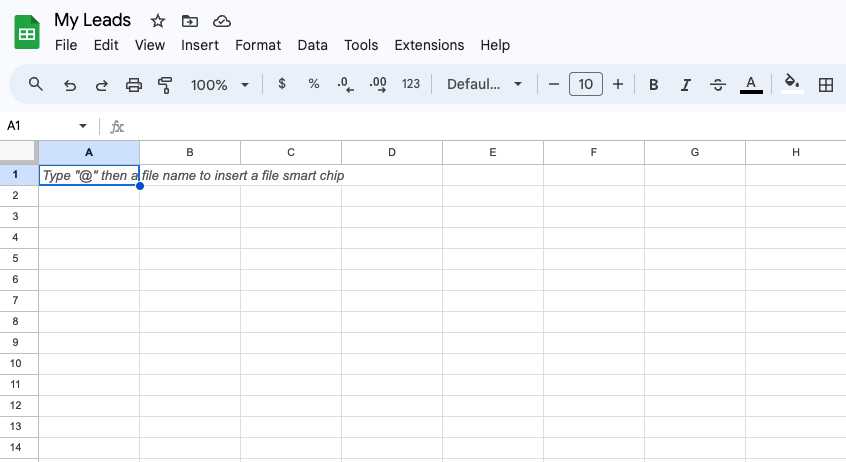 My Leads
File Edit View Insert Format Data Tools Extensions Help
100% $ % .0 .00 123 Defaul... 10 B I S A
A1 fx
A B C D E F G H
1 Type "@" then a file name to insert a file smart chip
2
3
4
5
6
7
8
9
10
11
12
13
14